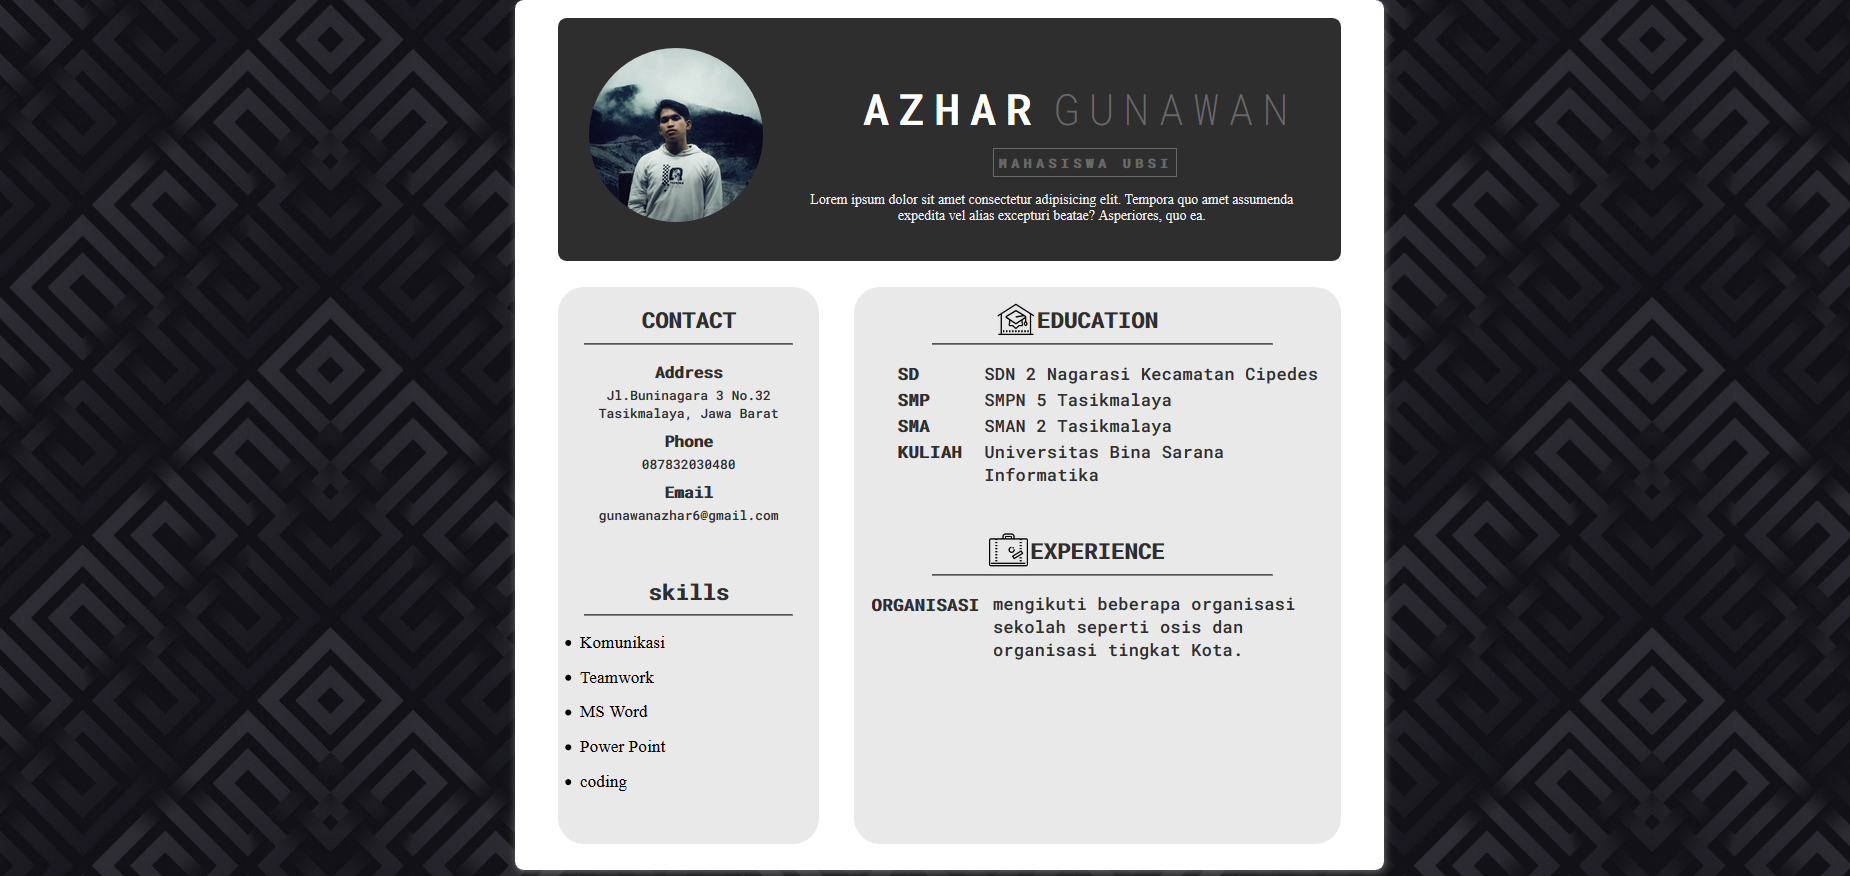 AZHAR GUNAWAN
MAHASISWA UBSI
Lorem ipsum dolor sit amet consectetur adipisicing elit. Tempora quo amet assumenda
expedita vel alias excepturi beatae? Asperiores, quo ea.
CONTACT
Address
Jl.Buninagara 3 No.32
Tasikmalaya, Jawa Barat
Phone
087832030480
Email
gunawanazhar6@gmail.com
skills
• Komunikasi
• Teamwork
• MS Word
• Power Point
• coding
EDUCATION
SD SDN 2 Nagarasi Kecamatan Cipedes
SMP SMPN 5 Tasikmalaya
SMA SMAN 2 Tasikmalaya
KULIAH Universitas Bina Sarana
Informatika
EXPERIENCE
ORGANISASI mengikuti beberapa organisasi
sekolah seperti osis dan
organisasi tingkat Kota.